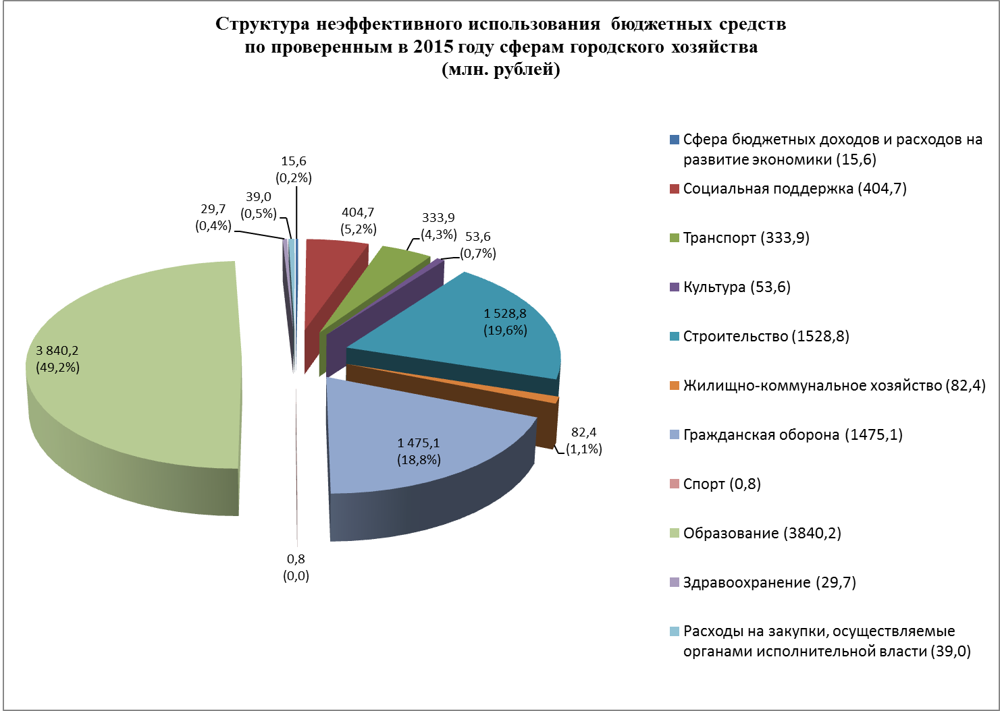 Структура неэффективного использования бюджетных средств
по проверенным в 2015 году сферам городского хозяйства
(млн. рублей)
15,6
(0,2%)
39,0
(0,5%)
29,7
(0,4%)
404,7
(5,2%)
333,9
(4,3%)
53,6
(0,7%)
1 528,8
(19,6%)
3 840,2
(49,2%)
82,4
(1,1%)
1 475,1
(18,8%)
0,8
(0,0)
Сфера бюджетных доходов и расходов на
развитие экономики (15,6)
Социальная поддержка (404,7)
Транспорт (333,9)
Культура (53,6)
Строительство (1528,8)
Жилищно-коммунальное хозяйство (82,4)
Гражданская оборона (1475,1)
Спорт (0,8)
Образование (3840,2)
Здравоохранение (29,7)
Расходы на закупки, осуществляемые
органами исполнительной власти (39,0)